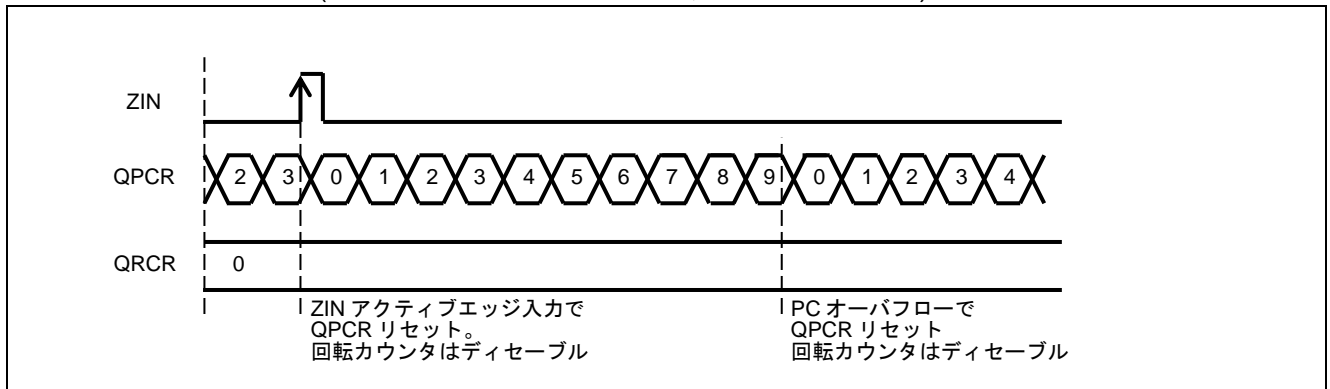 ZIN
QPCR 2 3 0 1 2 3 4 5 6 7 8 9 0 1 2 3 4
QRCR 0
ZIN アクティブエッジ入力で
QPCR リセット。
回転カウンタはディセーブル
PC オーバフローで
QPCR リセット
回転カウンタはディセーブル